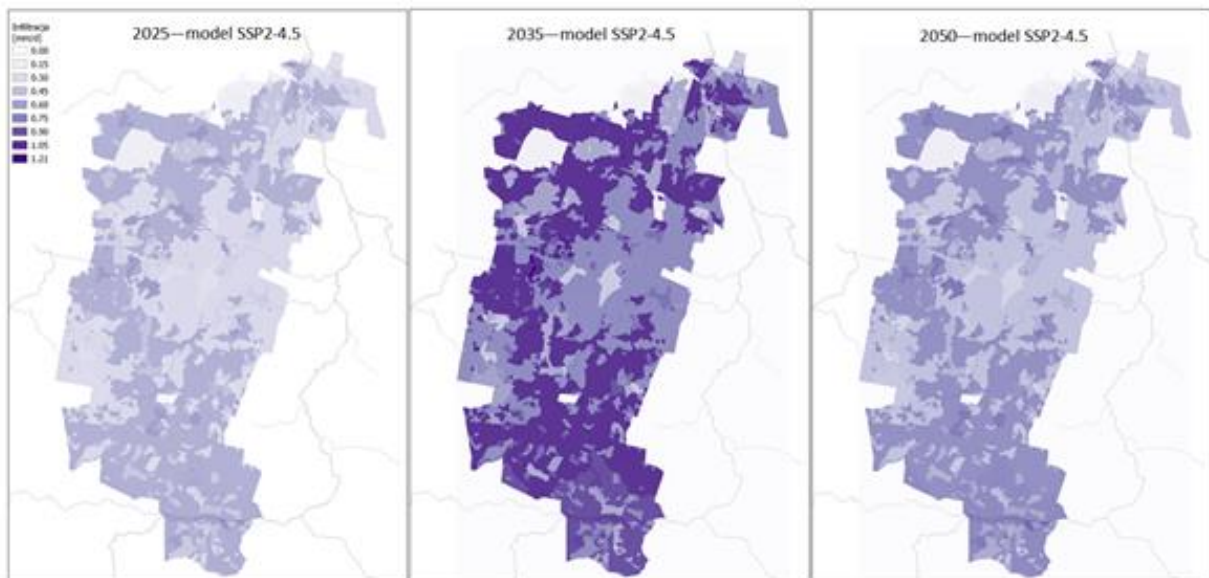 Infiltracja
[mm/d]
0.00
0.15
0.30
0.45
0.60
0.75
0.90
1.05
1.21
2025—model SSP2-4.5
2035—model SSP2-4.5
2050—model SSP2-4.5